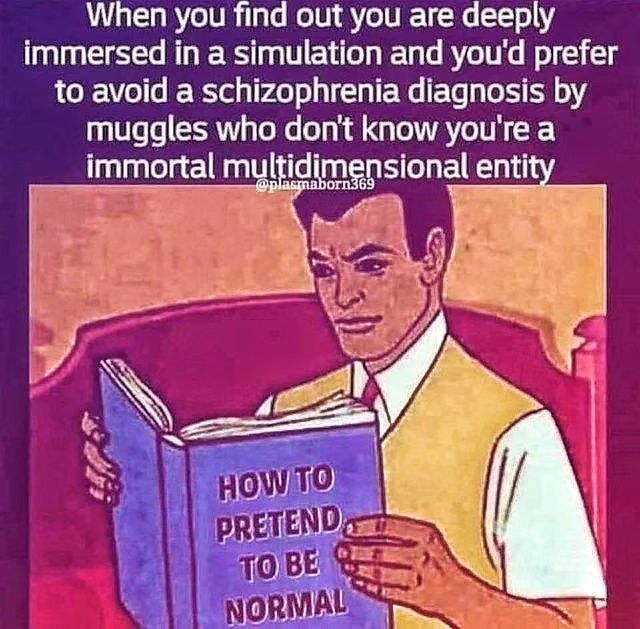 When you find out you are deeply
immersed in a simulation and you'd prefer
to avoid a schizophrenia diagnosis by
muggles who don't know you're a
immortal multidimensional entity
@plasmaborn369
HOW TO
PRETEND
TO BE
NORMAL